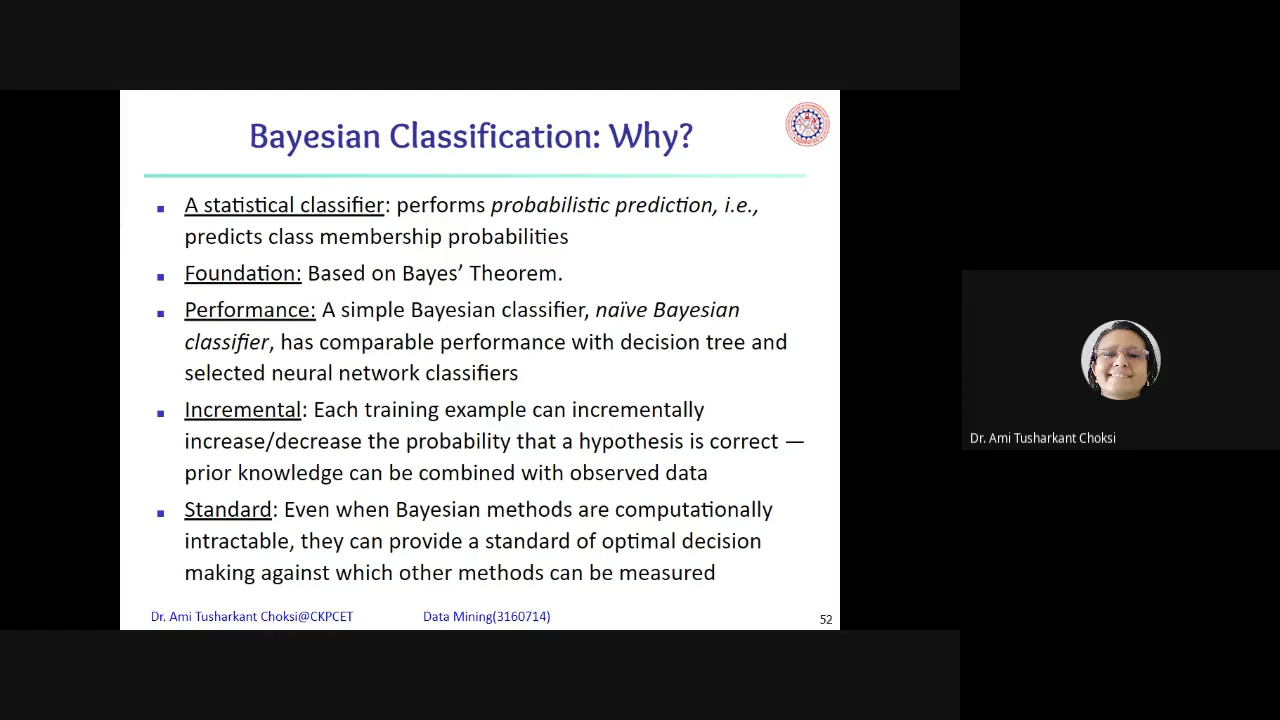 Bayesian Classification: Why?
A statistical classifier: performs probabilistic prediction, i.e.,
predicts class membership probabilities
Foundation: Based on Bayes’ Theorem.
Performance: A simple Bayesian classifier, naïve Bayesian
classifier, has comparable performance with decision tree and
selected neural network classifiers
Incremental: Each training example can incrementally
increase/decrease the probability that a hypothesis is correct —
prior knowledge can be combined with observed data
Standard: Even when Bayesian methods are computationally
intractable, they can provide a standard of optimal decision
making against which other methods can be measured
Dr. Ami Tusharkant Choksi@CKPCET Data Mining(3160714) 52
Dr. Ami Tusharkant Choksi